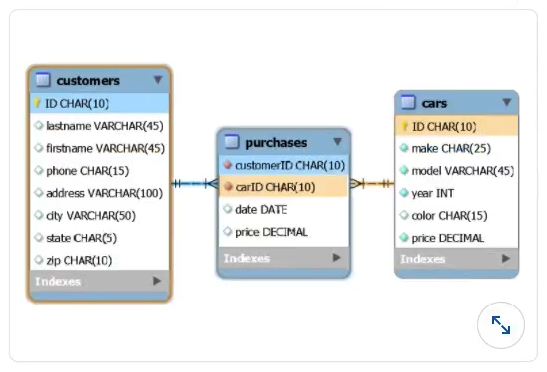 customers
ID CHAR(10)
lastname VARCHAR(45)
firstname VARCHAR(45)
phone CHAR(15)
address VARCHAR(100)
city VARCHAR(50)
state CHAR(5)
zip CHAR(10)
Indexes
purchases
customerID CHAR(10)
carID CHAR(10)
date DATE
price DECIMAL
Indexes
cars
ID CHAR(10)
make CHAR(25)
model VARCHAR(45)
year INT
color CHAR(15)
price DECIMAL
Indexes